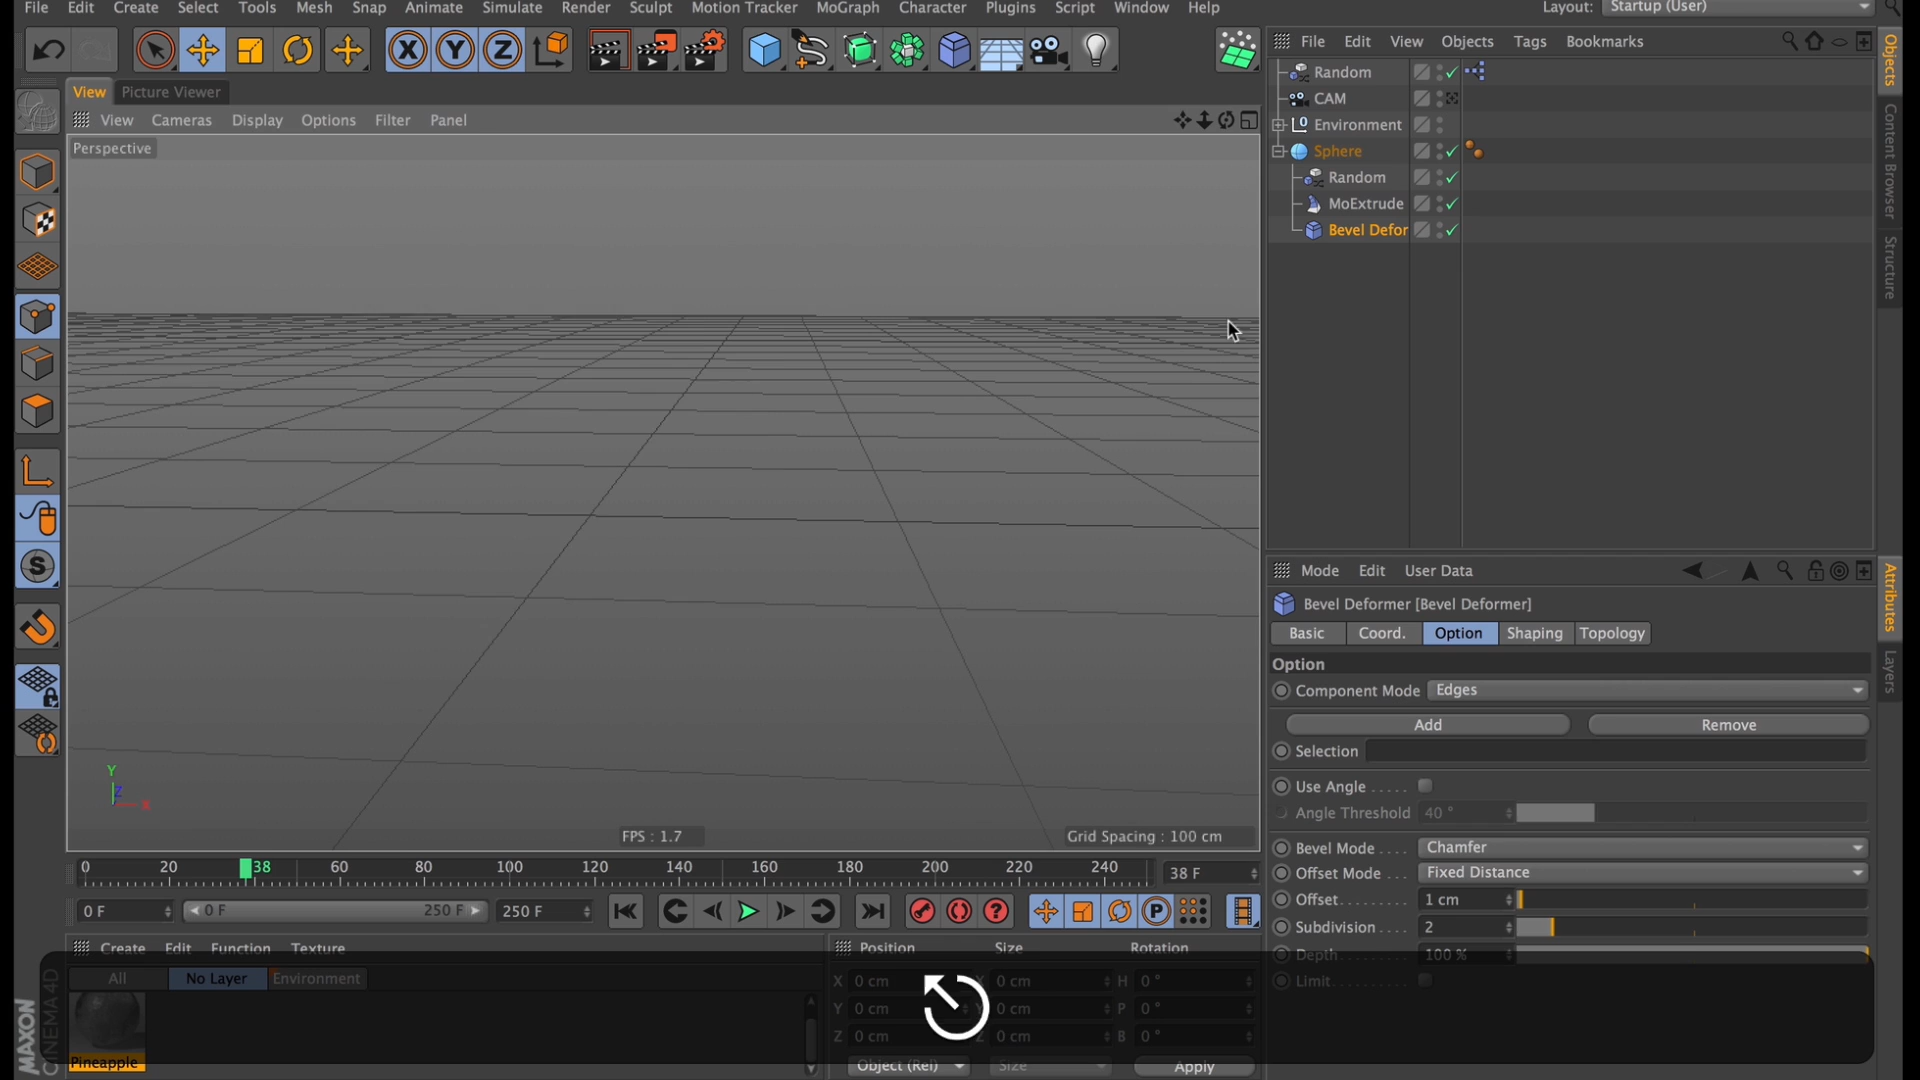 File Edit Create Select Tools Mesh Snap Animate Simulate Render Sculpt Motion Tracker MoGraph Character Plugins Script Window Help Layout: Startup (User)
X Y Z
File Edit View Objects Tags Bookmarks
View Picture Viewer
View Cameras Display Options Filter Panel
Perspective
Random
CAM
0 Environment
Sphere
Random
MoExtrude
Bevel Defor
Objects
Content Browser
Structure
Mode Edit User Data
Bevel Deformer [Bevel Deformer]
Basic Coord. Option Shaping Topology
Option
Component Mode Edges
Add Remove
Selection
Use Angle . . . . .
Angle Threshold 40 °
Bevel Mode . . . . Chamfer
Offset Mode . . . Fixed Distance
Offset. . . . . . . . . 1 cm
Subdivision . . . . 2
Depth. . . . . . . . . 100 %
Limit. . . . . . . . . .
Attributes
Layers
S
Y
Z
X
FPS : 1.7
Grid Spacing : 100 cm
0 20 38 60 80 100 120 140 160 180 200 220 240 38 F
0 F 0 F 250 F 250 F
? P
Create Edit Function Texture
All No Layer Environment
Pineapple
MAXON
CINEMA 4D
Position Size Rotation
X 0 cm X 0 cm H 0 °
Y 0 cm 0 cm P 0 °
Z 0 cm Z 0 cm B 0 °
Object (Rel) Size Apply